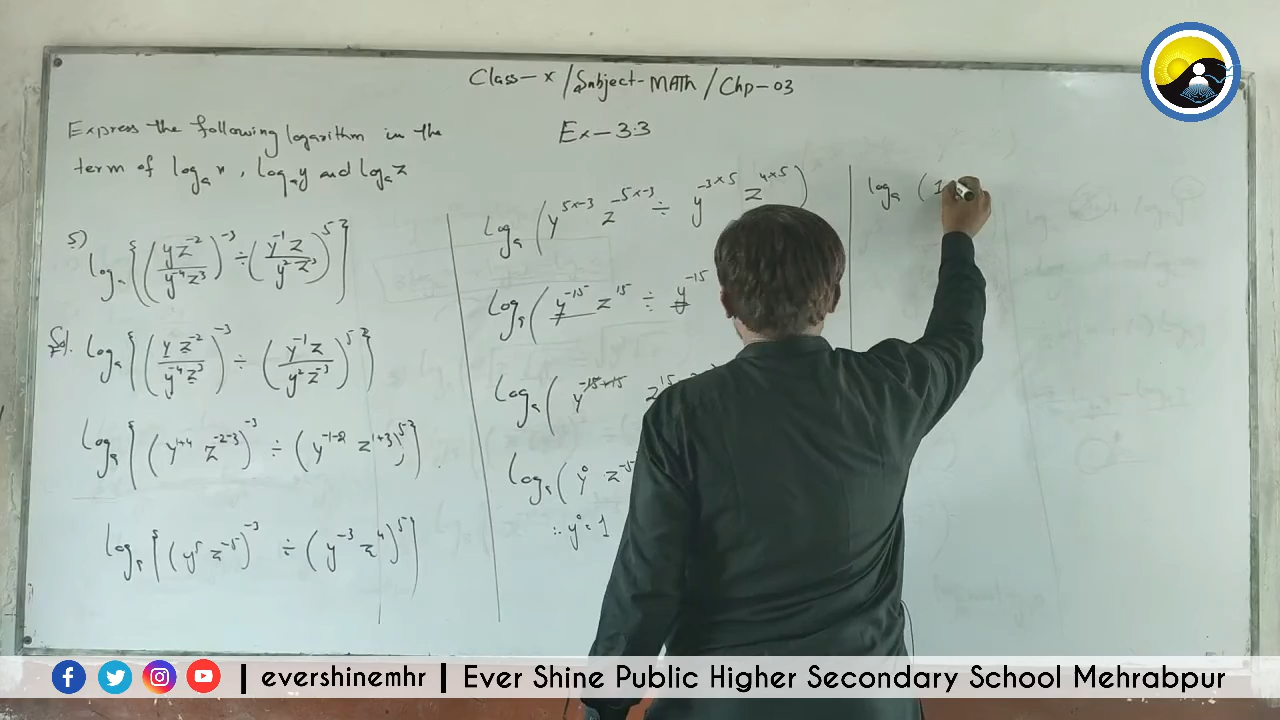 Class-X / Subject-MATH / Chp-03
Express the following logarithm in the
term of logₐx, logₐy and logₐz
Ex-3.3
5) logₐ{(yz⁻²/y⁻⁴z³)⁻³ ÷ (y⁻¹z/y²z⁻³)⁵}
Sol. logₐ{(yz⁻²/y⁻⁴z³)⁻³ ÷ (y⁻¹z/y²z⁻³)⁵}
logₐ{(y¹⁺⁴ z⁻²⁻³)⁻³ ÷ (y⁻¹⁻² z¹⁺³)⁵}
logₐ{(y⁵ z⁻⁵)⁻³ ÷ (y⁻³ z⁴)⁵}
logₐ(y⁵ˣ⁻³ z⁻⁵ˣ⁻³ ÷ y⁻³ˣ⁵ z⁴ˣ⁵)
logₐ(y⁻¹⁵ z¹⁵ ÷ y⁻¹⁵
logₐ(y⁻¹⁵⁺¹⁵ z¹⁵
logₐ(y⁰ z⁻⁵
∴ y⁰ = 1
logₐ (1
| evershinemhr | Ever Shine Public Higher Secondary School Mehrabpur